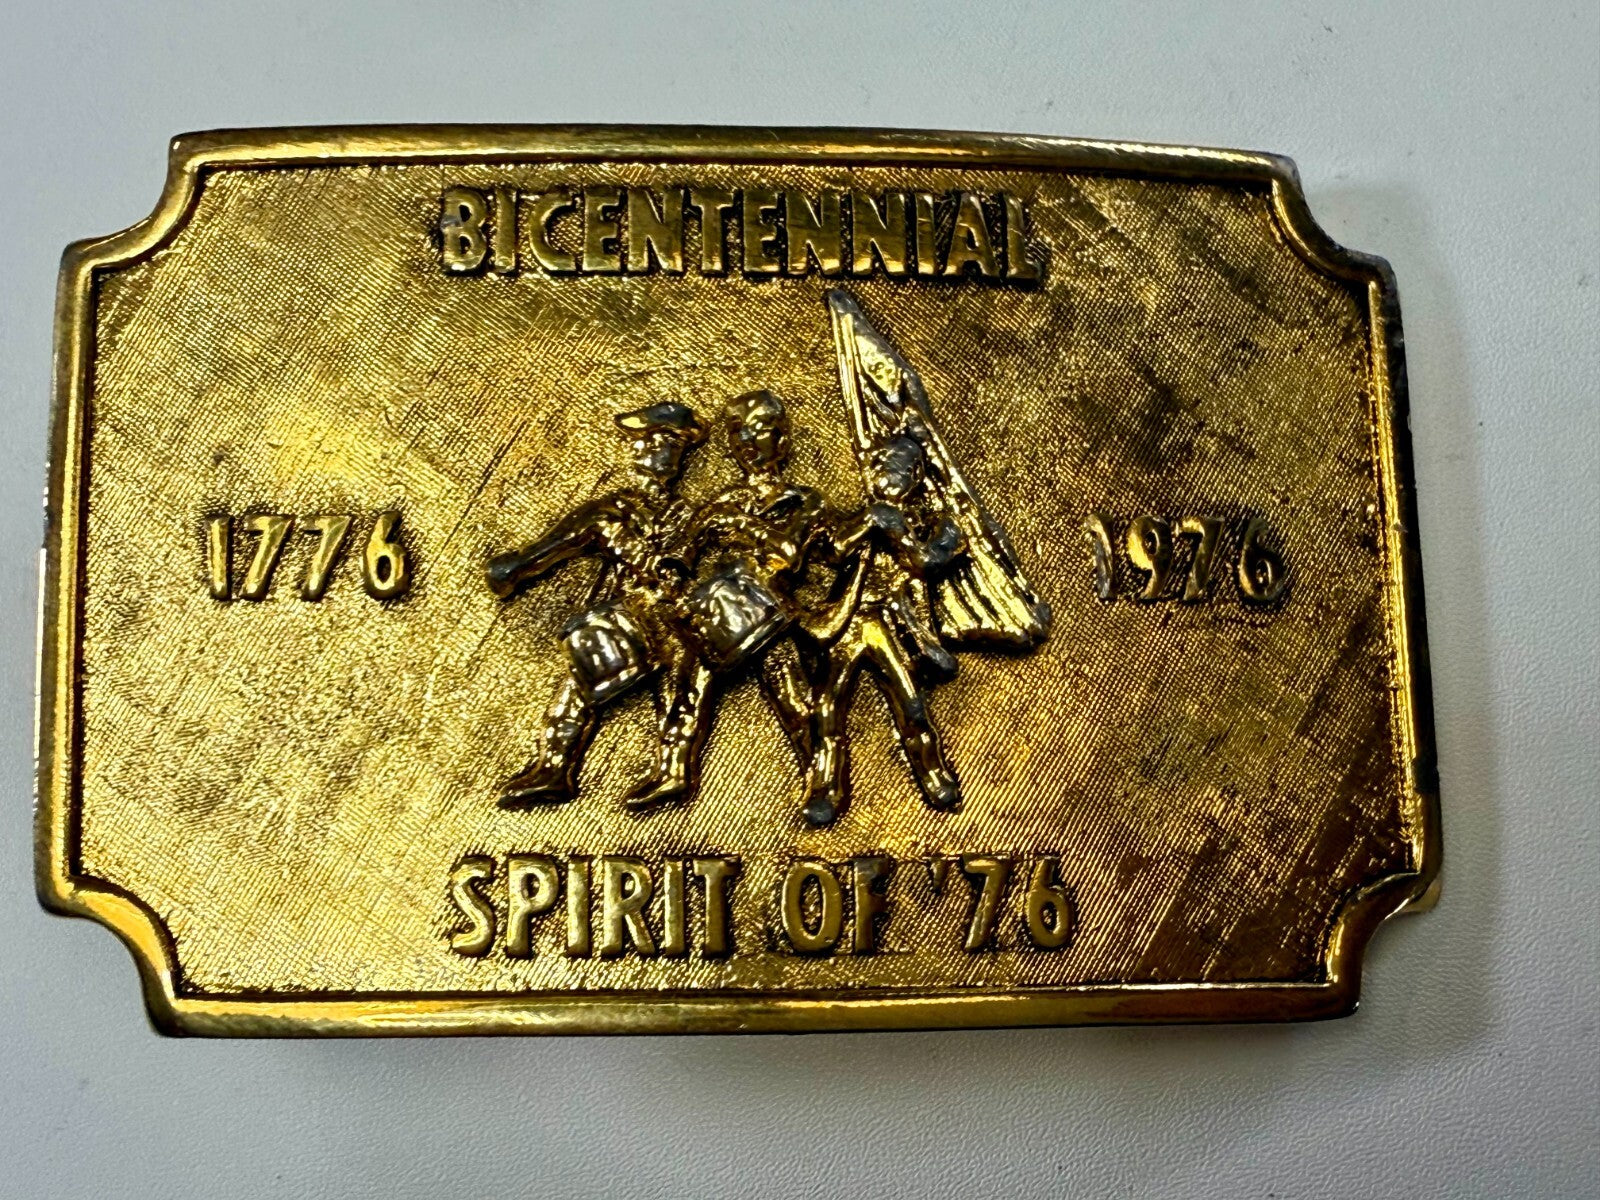 BICENTENNIAL
1776 1976
SPIRIT OF '76